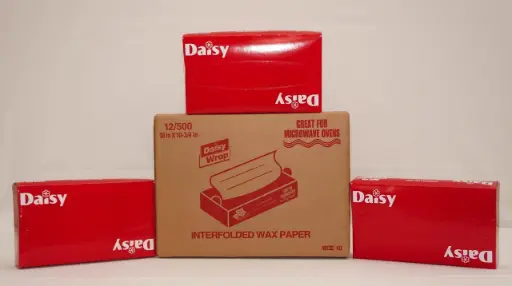 Daisy
Daisy
12/500
GREAT FOR
MICROWAVE OVENS
Daisy
Wrap
INTERFOLDED WAX PAPER
Daisy
Daisy
Daisy
Daisy